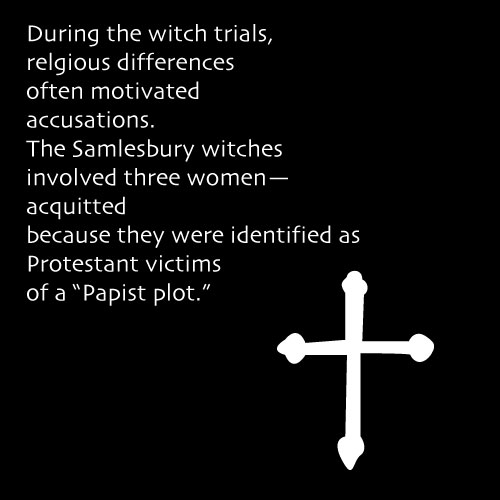 During the witch trials,
relgious differences
often motivated
accusations.
The Samlesbury witches
involved three women—
acquitted
because they were identified as
Protestant victims
of a “Papist plot.”